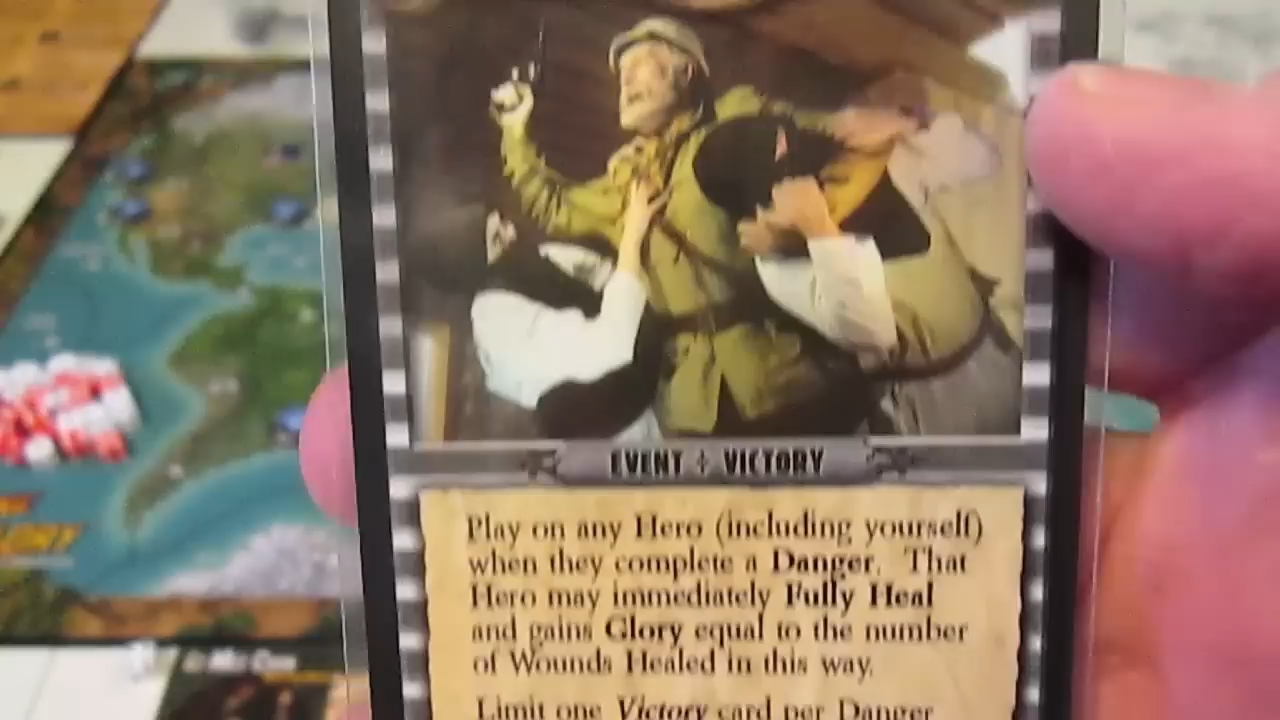 EVENT ÷ VICTORY
Play on any Hero (including yourself)
when they complete a Danger. That
Hero may immediately Fully Heal
and gains Glory equal to the number
of Wounds Healed in this way.
Limit one Victory card per Danger